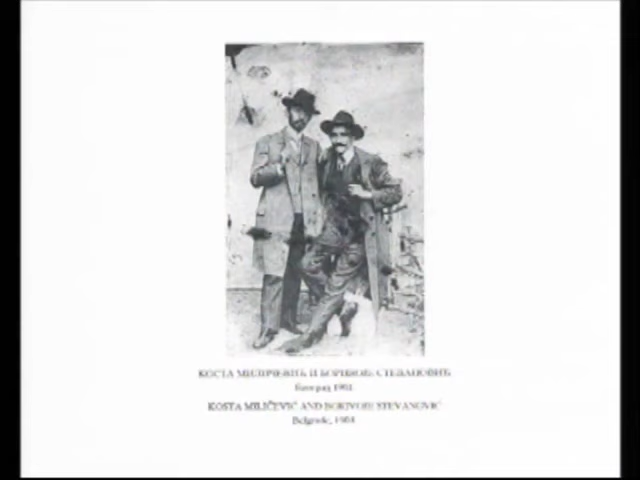 КОСТА МИЛИЧЕВИЋ И БОРИВОЈЕ СТЕВАНОВИЋ
Београд
KOSTA MILIČEVIĆ AND BORIVOJE STEVANOVIĆ
Belgrade,